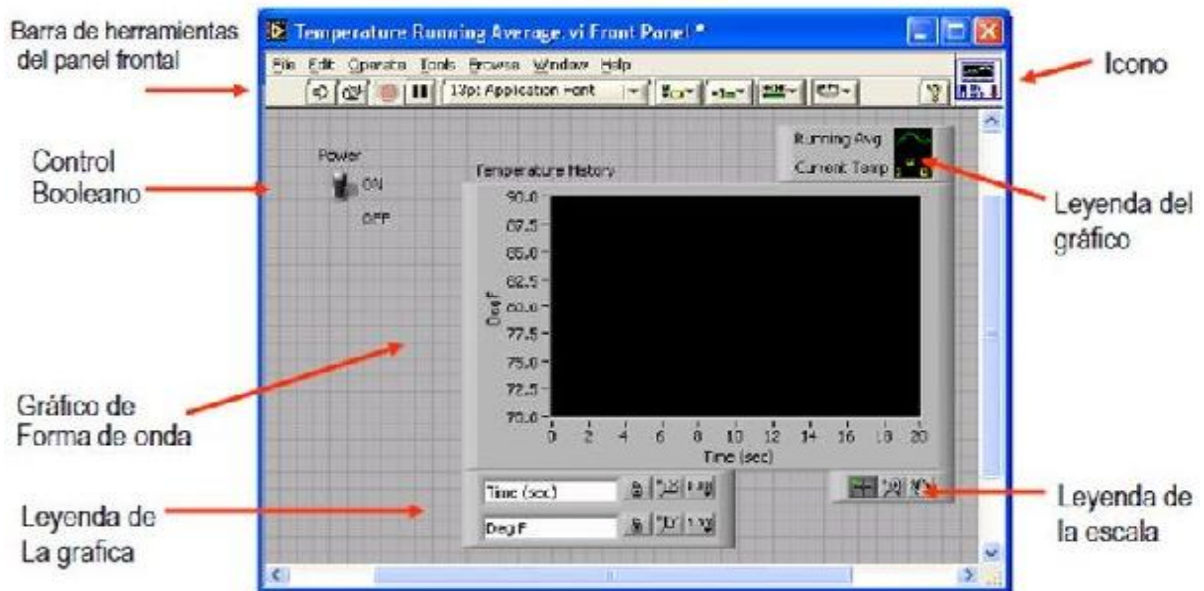 Barra de herramientas
del panel frontal
Temperature Running Average.vi Front Panel *
File Edit Operate Tools Browse Window Help
13pt Application Font
Icono
Control
Booleano
Power
ON
OFF
Temperature History
Running Avg
Current Temp
Leyenda del
gráfico
90.0
87.5
85.0
82.5
80.0
77.5
75.0
72.5
70.0
Deg F
0 2 4 6 8 10 12 14 16 18 20
Time (sec)
Gráfico de
Forma de onda
Leyenda de
La grafica
Time (sec)
Deg F
Leyenda de
la escala